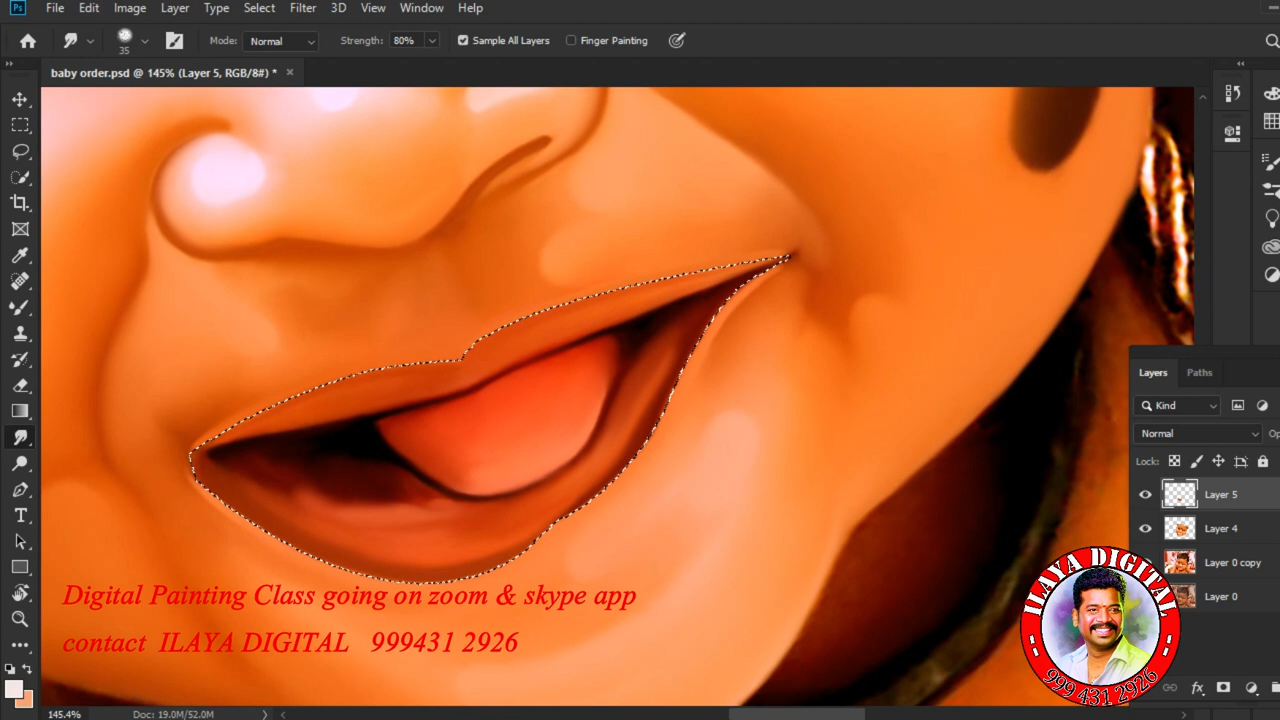 Ps File Edit Image Layer Type Select Filter 3D View Window Help
35 Mode: Normal Strength: 80% Sample All Layers Finger Painting
baby order.psd @ 145% (Layer 5, RGB/8#) *
Layers Paths
Kind
Normal
Lock:
Layer 5
Layer 4
Layer 0 copy
Layer 0
Digital Painting Class going on zoom & skype app
contact ILAYA DIGITAL 999431 2926
ILAYA DIGITAL
999 431 2926
fx
145.4% Doc: 19.0M/52.0M